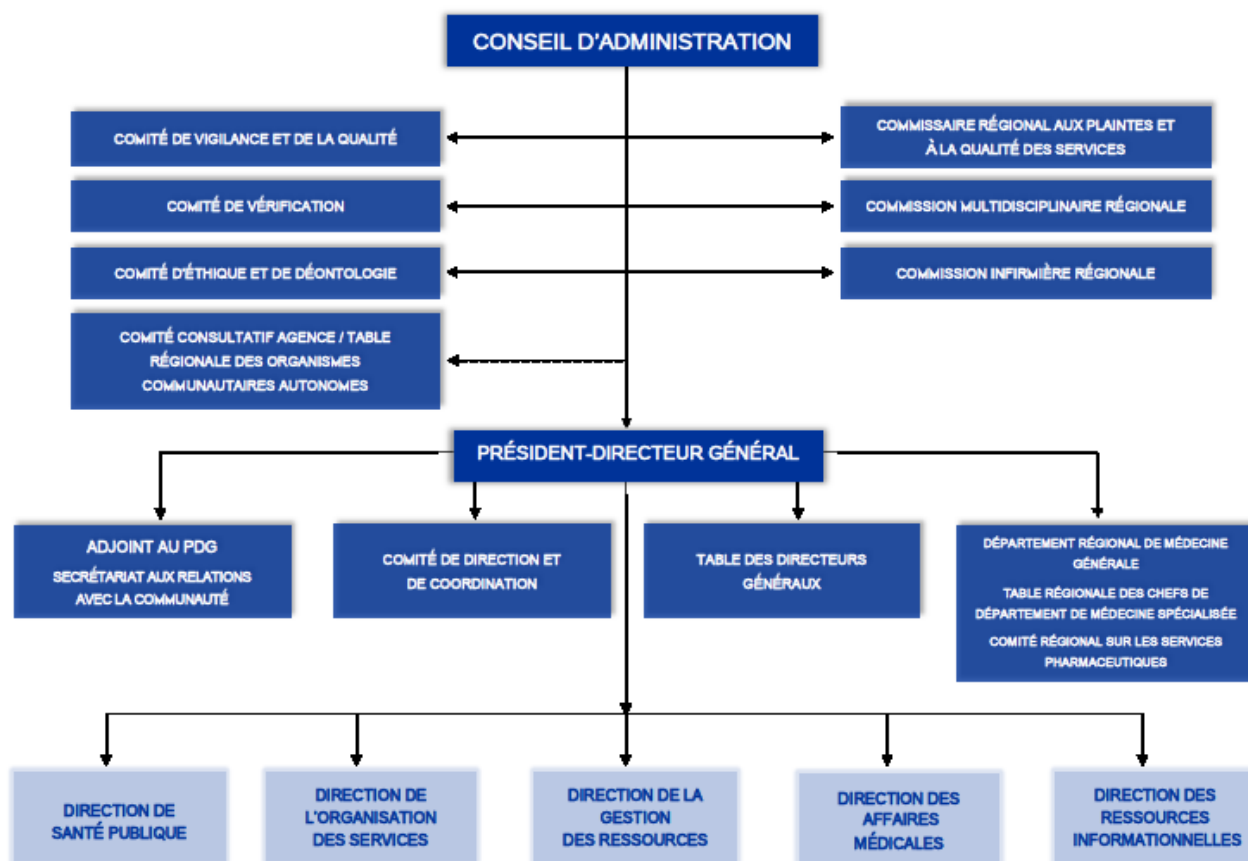 CONSEIL D'ADMINISTRATION
COMITÉ DE VIGILANCE ET DE LA QUALITÉ
COMMISSAIRE RÉGIONAL AUX PLAINTES ET
À LA QUALITÉ DES SERVICES
COMITÉ DE VÉRIFICATION
COMMISSION MULTIDISCIPLINAIRE RÉGIONALE
COMITÉ D'ÉTHIQUE ET DE DÉONTOLOGIE
COMMISSION INFIRMIÈRE RÉGIONALE
COMITÉ CONSULTATIF AGENCE / TABLE
RÉGIONALE DES ORGANISMES
COMMUNAUTAIRES AUTONOMES
PRÉSIDENT-DIRECTEUR GÉNÉRAL
ADJOINT AU PDG
SECRÉTARIAT AUX RELATIONS
AVEC LA COMMUNAUTÉ
COMITÉ DE DIRECTION ET
DE COORDINATION
TABLE DES DIRECTEURS
GÉNÉRAUX
DÉPARTEMENT RÉGIONAL DE MÉDECINE
GÉNÉRALE
TABLE RÉGIONALE DES CHEFS DE
DÉPARTEMENT DE MÉDECINE SPÉCIALISÉE
COMITÉ RÉGIONAL SUR LES SERVICES
PHARMACEUTIQUES
DIRECTION DE
SANTÉ PUBLIQUE
DIRECTION DE
L'ORGANISATION
DES SERVICES
DIRECTION DE LA
GESTION
DES RESSOURCES
DIRECTION DES
AFFAIRES
MÉDICALES
DIRECTION DES
RESSOURCES
INFORMATIONNELLES